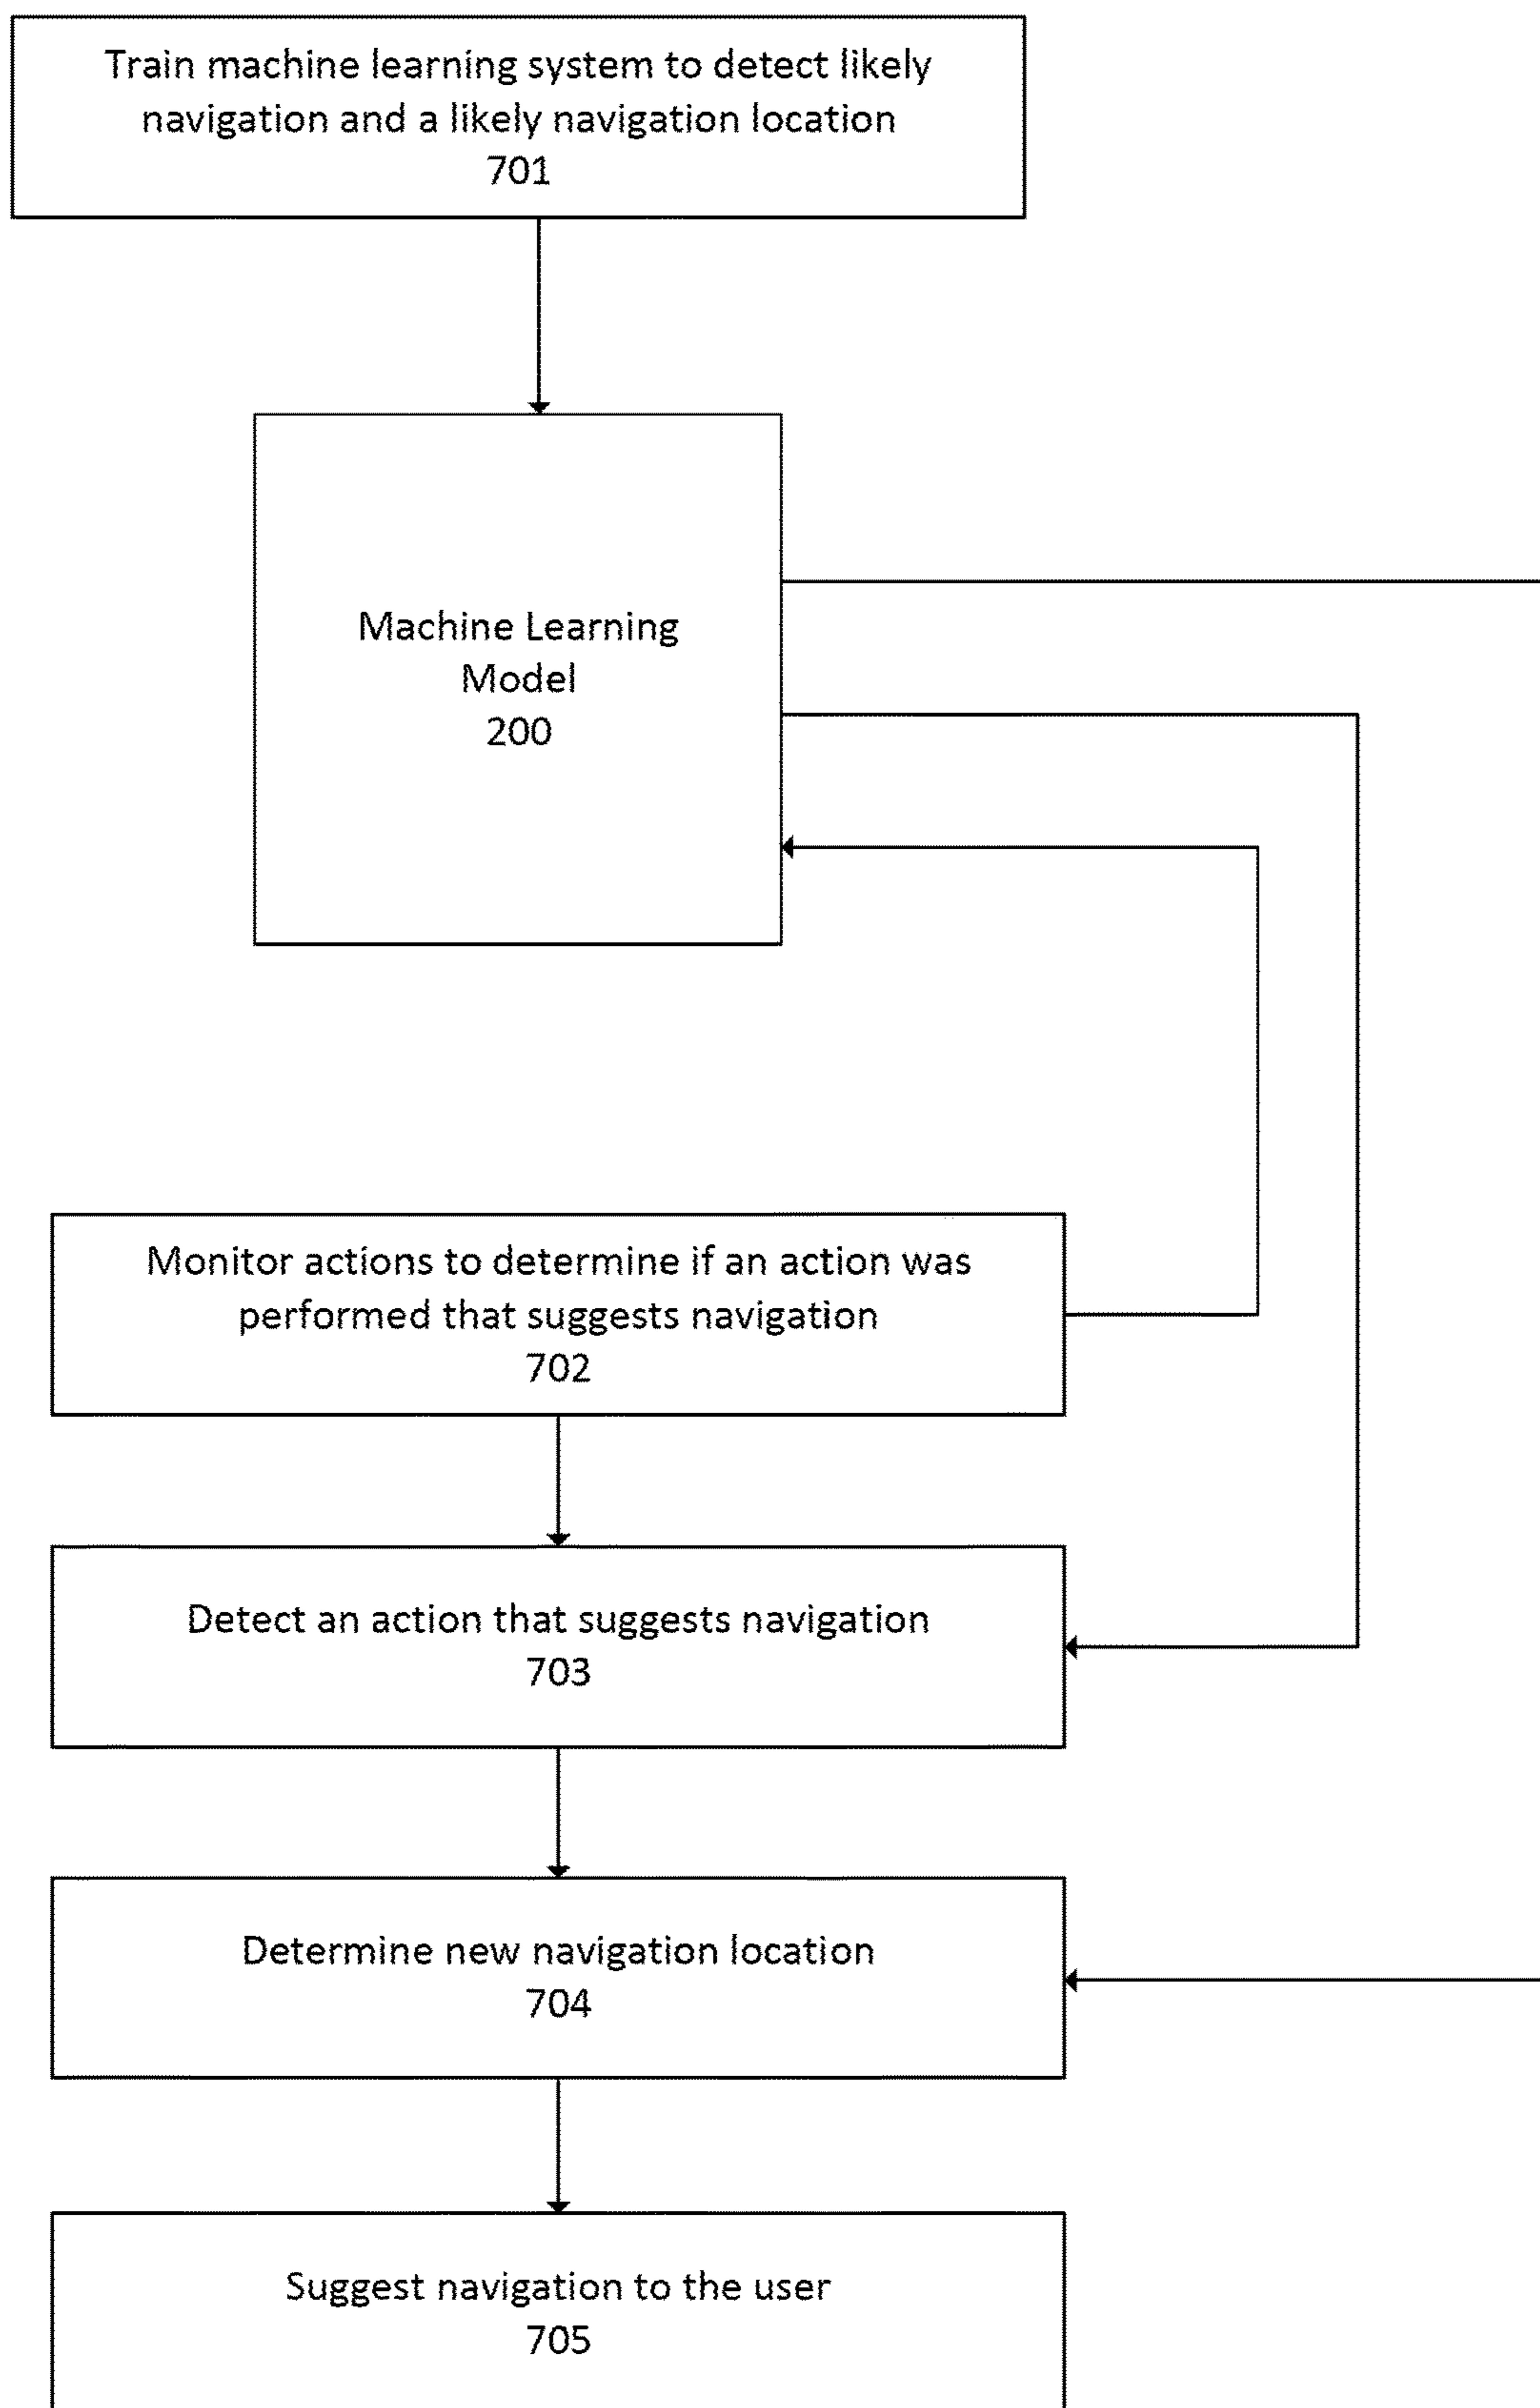 Train machine learning system to detect likely
navigation and a likely navigation location
701
Machine Learning
Model
200
Monitor actions to determine if an action was
performed that suggests navigation
702
Detect an action that suggests navigation
703
Determine new navigation location
704
Suggest navigation to the user
705